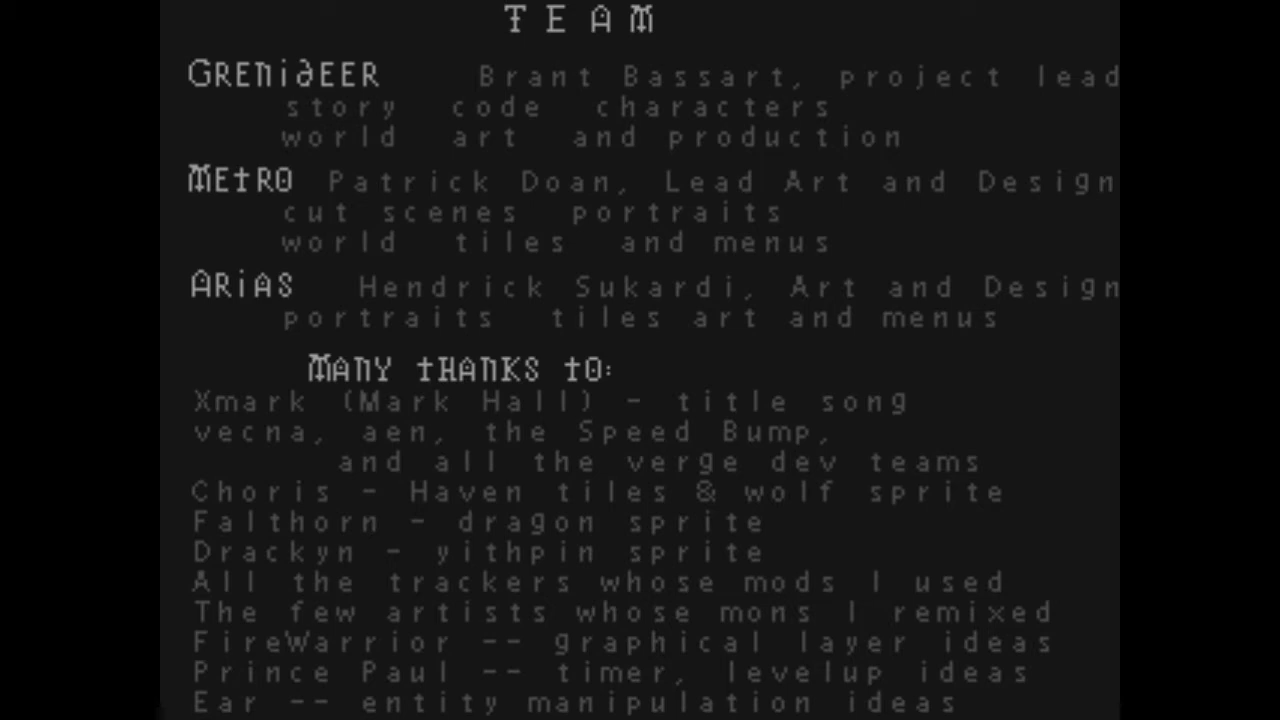 TEAM
GRENiDEER Brant Bassart, project lead
story code characters
world art and production
METRO Patrick Doan, Lead Art and Design
cut scenes portraits
world tiles and menus
ARiAS Hendrick Sukardi, Art and Design
portraits tiles art and menus
MANY tHANKS tO:
Xmark (Mark Hall) - title song
vecna, aen, the Speed Bump,
and all the verge dev teams
Choris - Haven tiles & wolf sprite
Falthorn - dragon sprite
Drackyn - yithpin sprite
All the trackers whose mods I used
The few artists whose mons I remixed
FireWarrior -- graphical layer ideas
Prince Paul -- timer, levelup ideas
Ear -- entity manipulation ideas